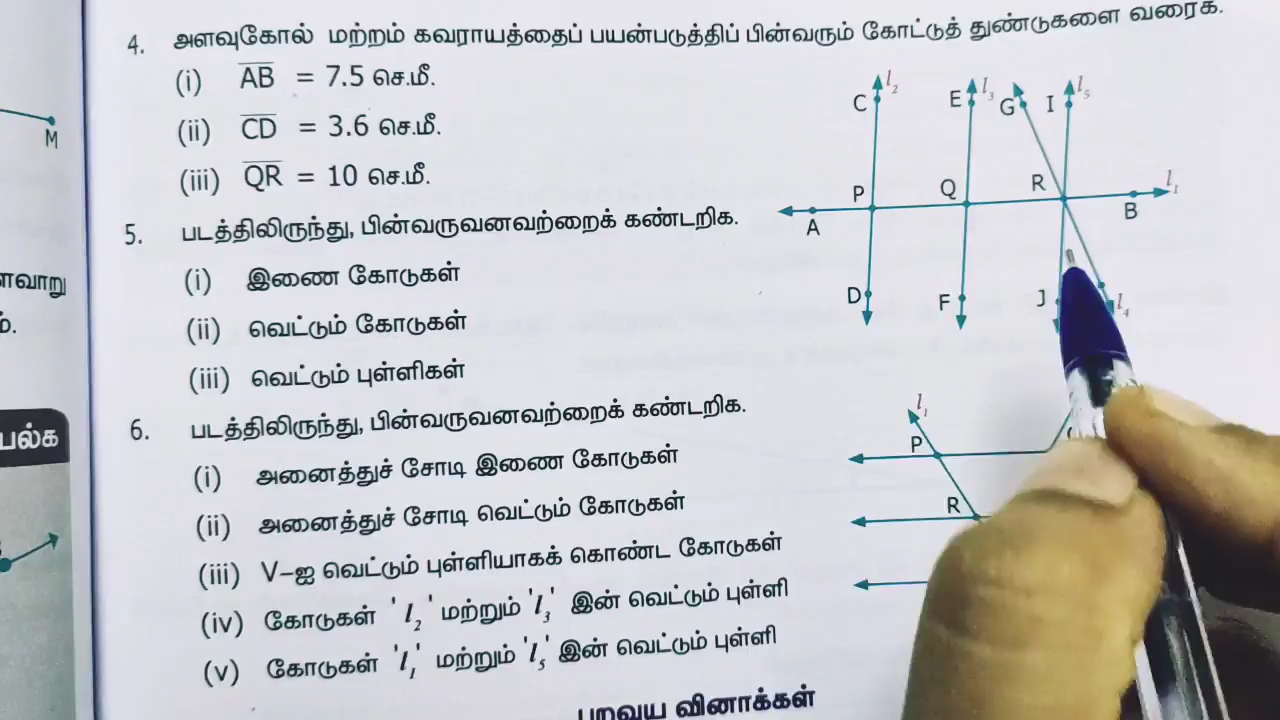 4. அளவுகோல் மற்றம் கவராயத்தைப் பயன்படுத்திப் பின்வரும் கோட்டுத் துண்டுகளை வரைக.
(i) AB = 7.5 செ.மீ.
(ii) CD = 3.6 செ.மீ.
(iii) QR = 10 செ.மீ.
5. படத்திலிருந்து, பின்வருவனவற்றைக் கண்டறிக.
(i) இணை கோடுகள்
(ii) வெட்டும் கோடுகள்
(iii) வெட்டும் புள்ளிகள்
6. படத்திலிருந்து, பின்வருவனவற்றைக் கண்டறிக.
(i) அனைத்துச் சோடி இணை கோடுகள்
(ii) அனைத்துச் சோடி வெட்டும் கோடுகள்
(iii) V-ஐ வெட்டும் புள்ளியாகக் கொண்ட கோடுகள்
(iv) கோடுகள் 'l₂' மற்றும் 'l₃' இன் வெட்டும் புள்ளி
(v) கோடுகள் 'l₁' மற்றும் 'l₅' இன் வெட்டும் புள்ளி
வினாக்கள்
C l₂ E l₃ G I l₅
P Q R l₁
A B
D F J l₄
l₁
P
R
M
ம்.